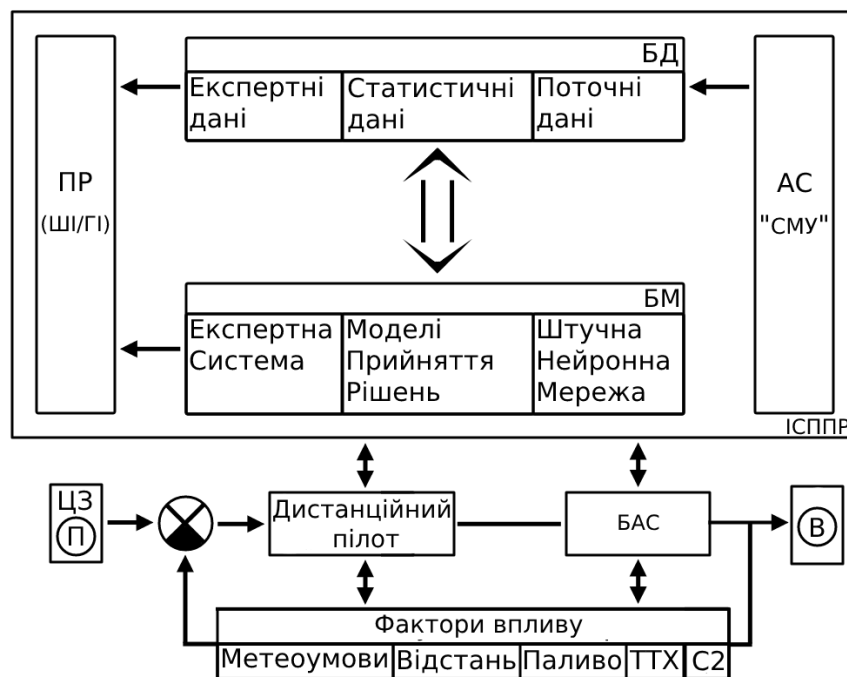 БД
Експертні
дані
Статистичні
дані
Поточні
дані
ПР
(ШІ/ГІ)
АС
"СМУ"
БМ
Експертна
Система
Моделі
Прийняття
Рішень
Штучна
Нейронна
Мережа
ІСППР
ЦЗ
П
Дистанційний
пілот
БАС
В
Фактори впливу
Метеоумови
Відстань
Паливо
ТТХ
С2